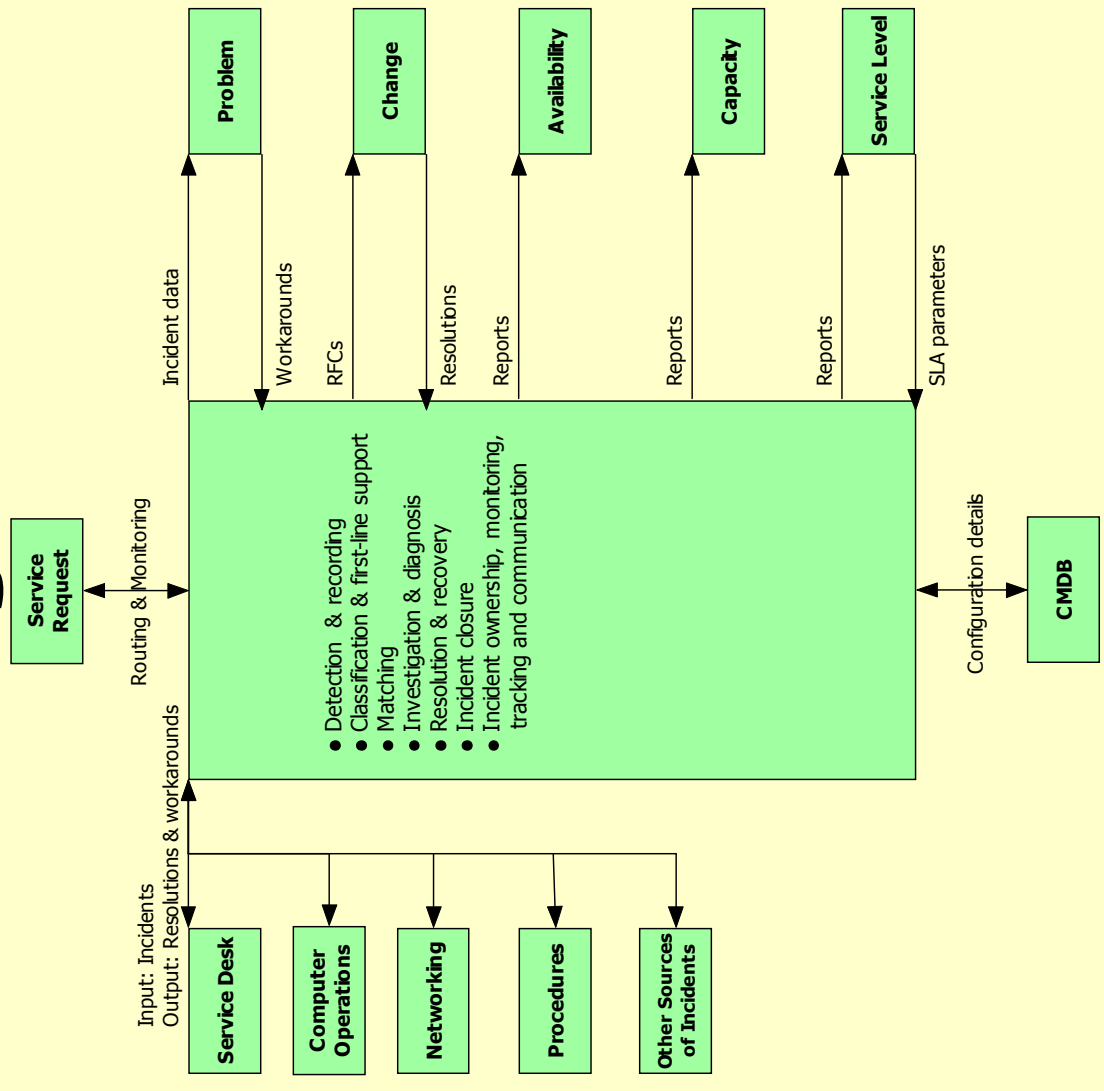 Service
Request
Routing & Monitoring
Input: Incidents
Output: Resolutions & workarounds
Service Desk
Computer
Operations
Networking
Procedures
Other Sources
of Incidents
● Detection & recording
● Classification & first-line support
● Matching
● Investigation & diagnosis
● Resolution & recovery
● Incident closure
● Incident ownership, monitoring,
tracking and communication
Incident data
Workarounds
RFCs
Resolutions
Reports
Reports
Reports
SLA parameters
Problem
Change
Availability
Capacity
Service Level
Configuration details
CMDB